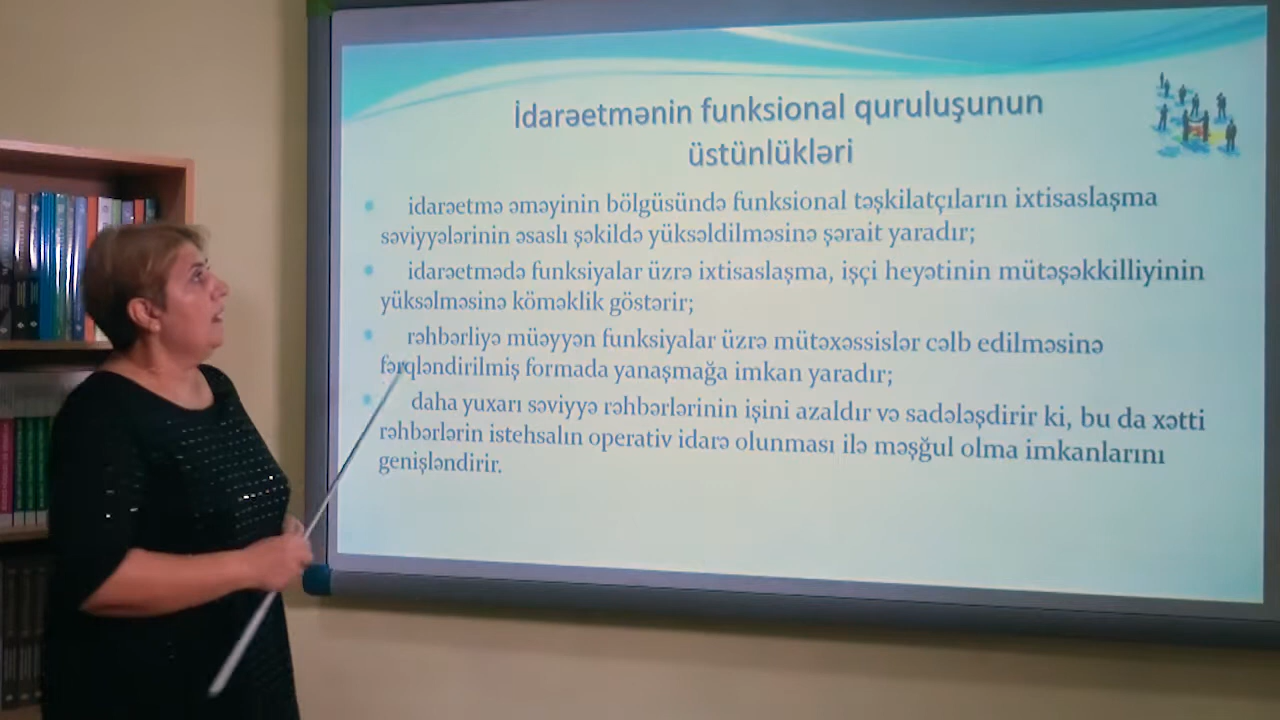 İdarəetmənin funksional quruluşunun
üstünlükləri
idarəetmə əməyinin bölgüsündə funksional təşkilatçıların ixtisaslaşma
səviyyələrinin əsaslı şəkildə yüksəldilməsinə şərait yaradır;
idarəetmədə funksiyalar üzrə ixtisaslaşma, işçi heyətinin mütəşəkkilliyinin
yüksəlməsinə köməklik göstərir;
rəhbərliyə müəyyən funksiyalar üzrə mütəxəssislər cəlb edilməsinə
fərqləndirilmiş formada yanaşmağa imkan yaradır;
daha yuxarı səviyyə rəhbərlərinin işini azaldır və sadələşdirir ki, bu da xətti
rəhbərlərin istehsalın operativ idarə olunması ilə məşğul olma imkanlarını
genişləndirir.